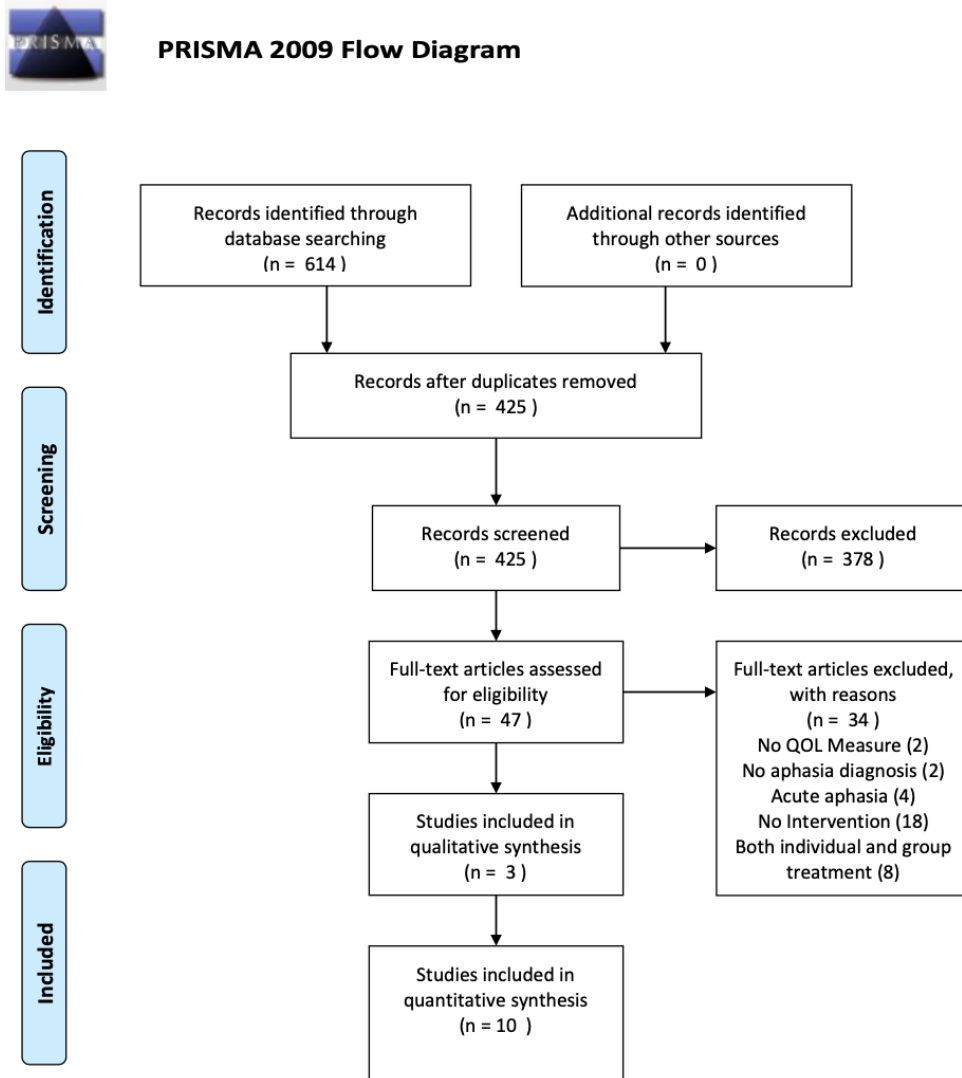 PRISMA
PRISMA 2009 Flow Diagram
Identification
Records identified through
database searching
(n = 614 )
Additional records identified
through other sources
(n = 0 )
Records after duplicates removed
(n = 425 )
Screening
Records screened
(n = 425 )
Records excluded
(n = 378 )
Eligibility
Full-text articles assessed
for eligibility
(n = 47 )
Full-text articles excluded,
with reasons
(n = 34 )
No QOL Measure (2)
No aphasia diagnosis (2)
Acute aphasia (4)
No Intervention (18)
Both individual and group
treatment (8)
Studies included in
qualitative synthesis
(n = 3 )
Included
Studies included in
quantitative synthesis
(n = 10 )